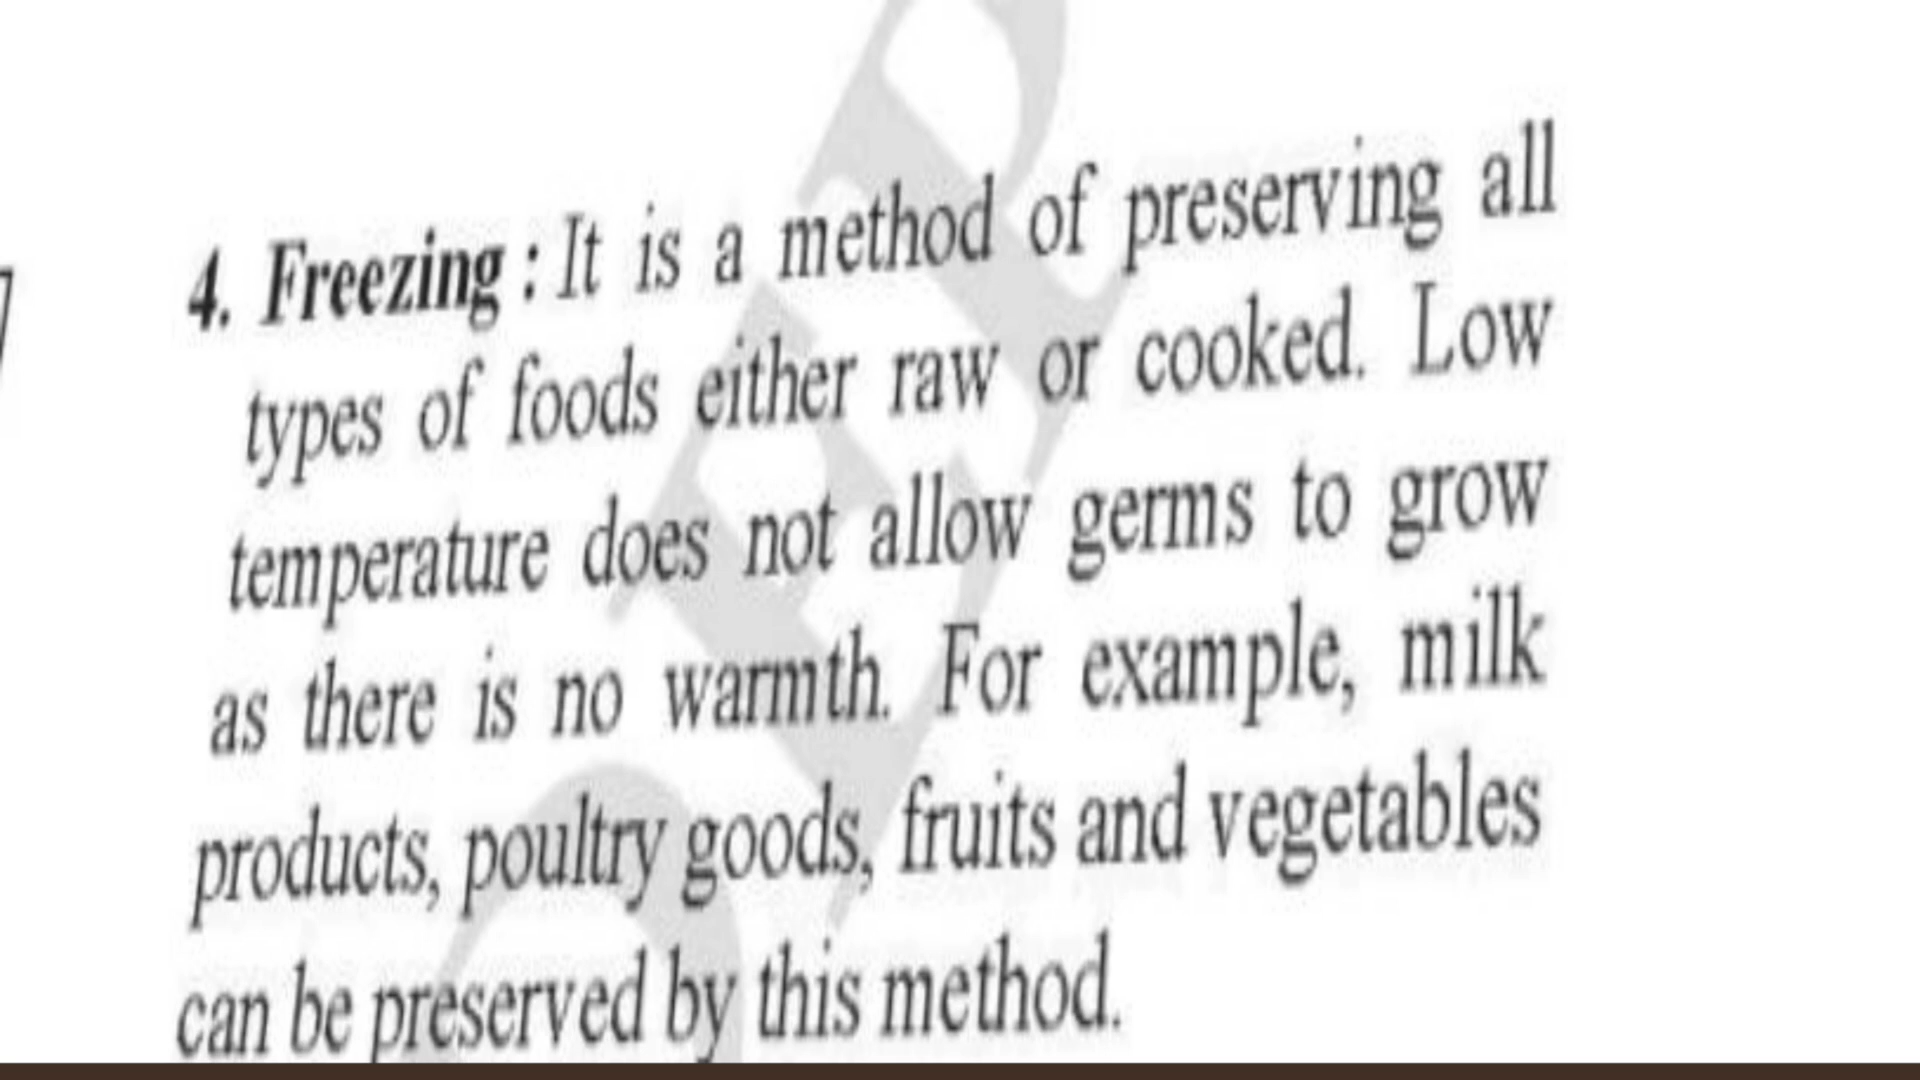 4. Freezing : It is a method of preserving all
types of foods either raw or cooked. Low
temperature does not allow germs to grow
as there is no warmth. For example, milk
products, poultry goods, fruits and vegetables
can be preserved by this method.